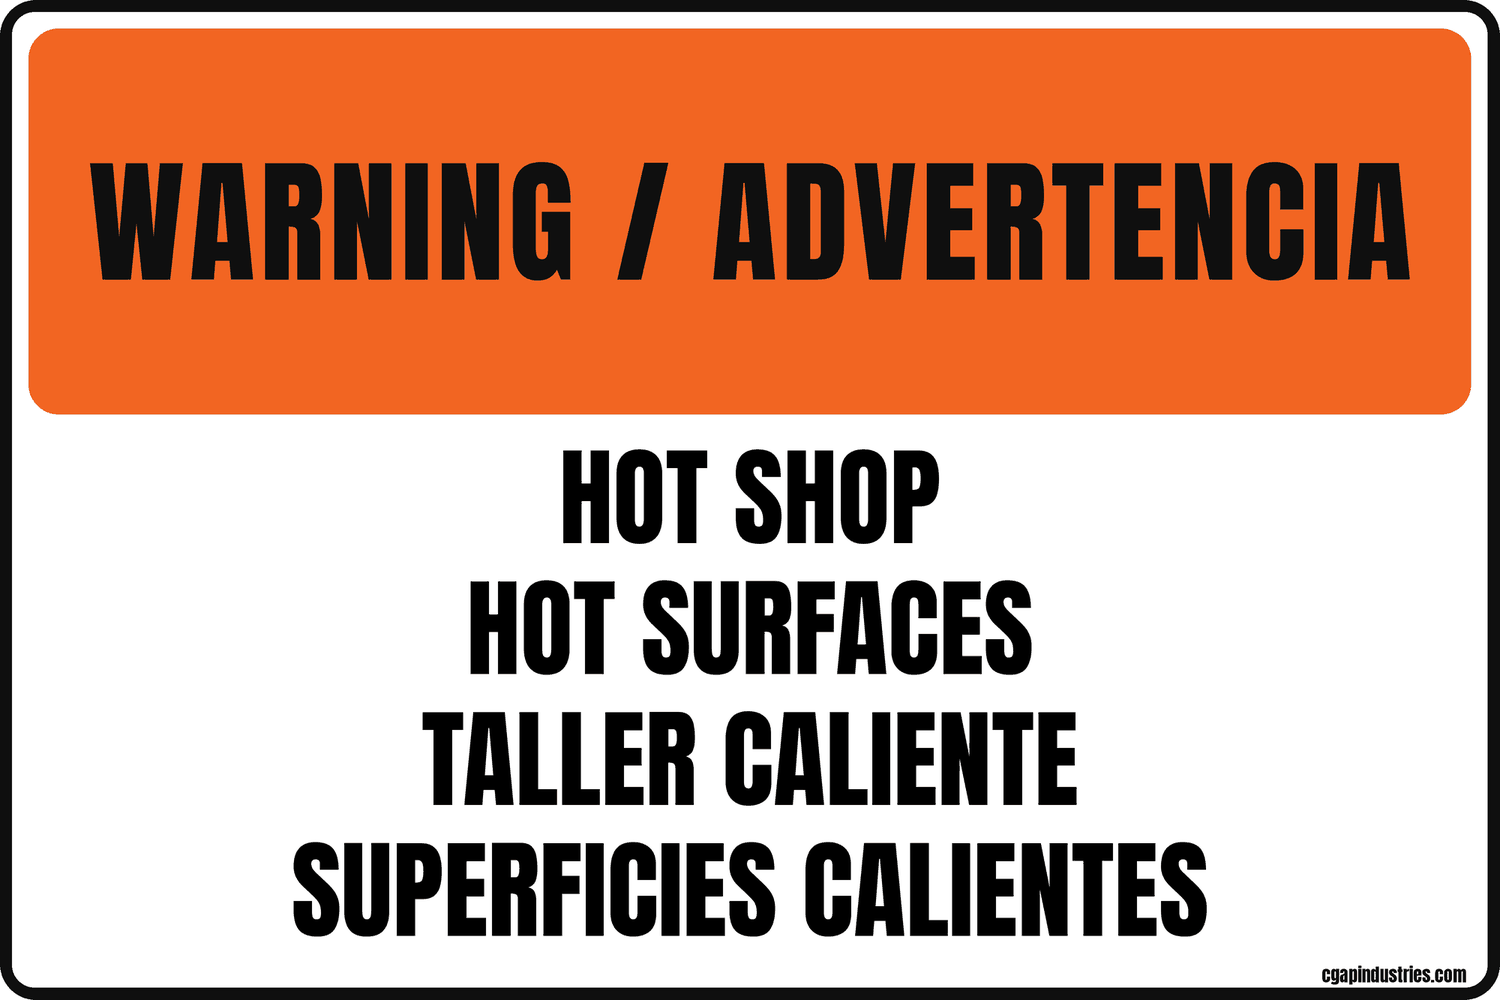 WARNING / ADVERTENCIA
HOT SHOP
HOT SURFACES
TALLER CALIENTE
SUPERFICIES CALIENTES
cgapindustries.com